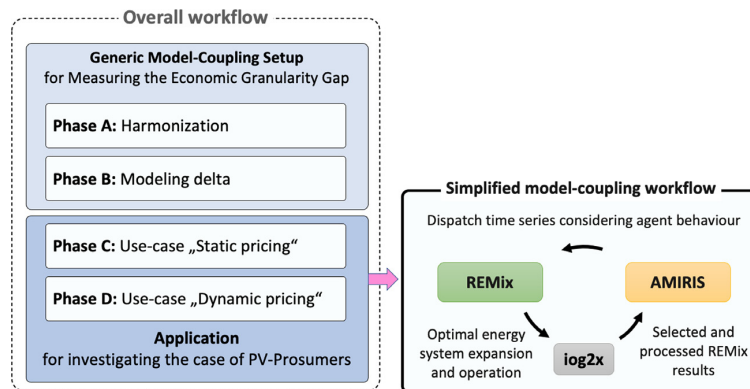 Overall workflow
Generic Model-Coupling Setup
for Measuring the Economic Granularity Gap
Phase A: Harmonization
Phase B: Modeling delta
Phase C: Use-case „Static pricing“
Phase D: Use-case „Dynamic pricing“
Application
for investigating the case of PV-Prosumers
Simplified model-coupling workflow
Dispatch time series considering agent behaviour
REMix
AMIRIS
Optimal energy
system expansion
and operation
iog2x
Selected and
processed REMix
results